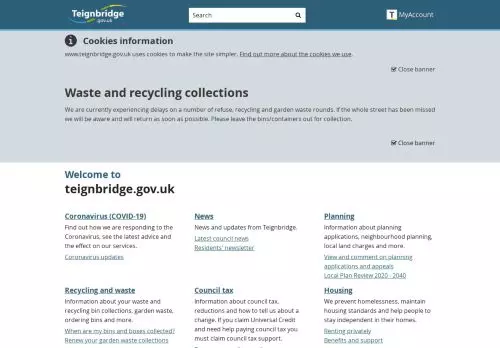 Teignbridge
.gov.uk
Search
T MyAccount
Cookies information
www.teignbridge.gov.uk uses cookies to make the site simpler. Find out more about the cookies we use.
Close banner
Waste and recycling collections
We are currently experiencing delays on a number of refuse, recycling and garden waste rounds. If the whole street has been missed
we will be aware and will return as soon as possible. Please leave the bins/containers out for collection.
Close banner
Welcome to
teignbridge.gov.uk
Coronavirus (COVID-19)
Find out how we are responding to the
Coronavirus, see the latest advice and
the effect on our services.
Coronavirus updates
News
News and updates from Teignbridge.
Latest council news
Residents' newsletter
Planning
Information about planning
applications, neighbourhood planning,
local land charges and more.
View and comment on planning
applications and appeals
Local Plan Review 2020 - 2040
Recycling and waste
Information about your waste and
recycling bin collections, garden waste,
ordering bins and more.
When are my bins and boxes collected?
Renew your garden waste collections
Council tax
Information about council tax,
reductions and how to tell us about a
change. If you claim Universal Credit
and need help paying council tax you
must claim council tax support.
Housing
We prevent homelessness, maintain
housing standards and help people to
stay independent in their homes.
Renting privately
Benefits and support